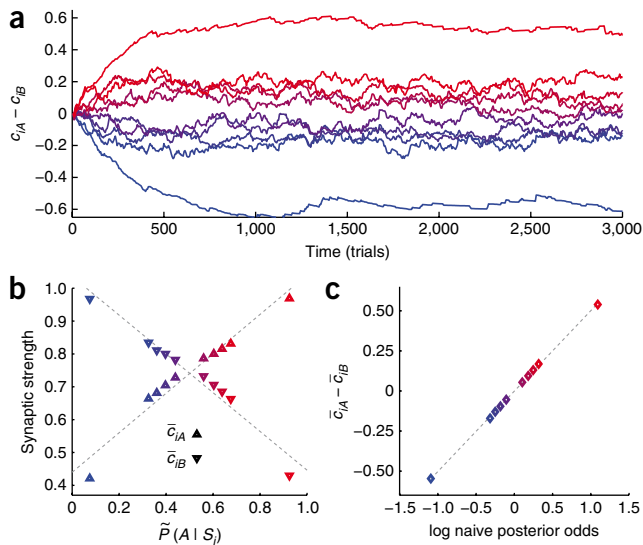 a
0.6
0.4
0.2
0
−0.2
−0.4
−0.6
c_iA − c_iB
0 500 1,000 1,500 2,000 2,500 3,000
Time (trials)
b
1.0
0.9
0.8
0.7
0.6
0.5
0.4
Synaptic strength
c̄_iA ▲
c̄_iB ▼
0 0.2 0.4 0.6 0.8 1.0
P̃ (A | S_i)
c
0.50
0.25
0
−0.25
−0.50
c̄_iA − c̄_iB
−1.5 −1.0 −0.5 0 0.5 1.0 1.5
log naive posterior odds